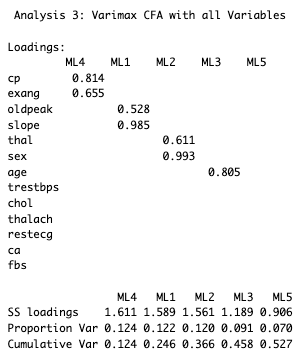 Analysis 3: Varimax CFA with all Variables
Loadings:
ML4 ML1 ML2 ML3 ML5
cp 0.814
exang 0.655
oldpeak 0.528
slope 0.985
thal 0.611
sex 0.993
age 0.805
trestbps
chol
thalach
restecg
ca
fbs
ML4 ML1 ML2 ML3 ML5
SS loadings 1.611 1.589 1.561 1.189 0.906
Proportion Var 0.124 0.122 0.120 0.091 0.070
Cumulative Var 0.124 0.246 0.366 0.458 0.527